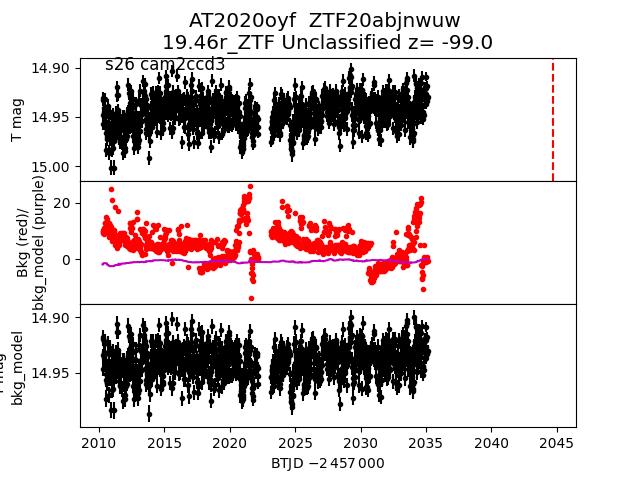 AT2020oyf  ZTF20abjnwuw
19.46r_ZTF Unclassified z= -99.0
s26 cam2ccd3
T mag
14.90
14.95
15.00
Bkg (red)/
bkg_model (purple)
20
0
bkg_model
14.90
14.95
2010 2015 2020 2025 2030 2035 2040 2045
BTJD −2 457 000